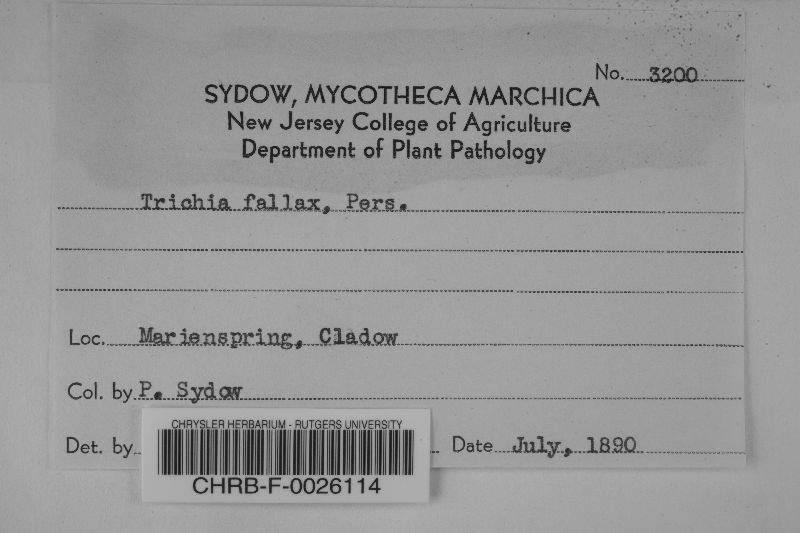 No. 3200
SYDOW, MYCOTHECA MARCHICA
New Jersey College of Agriculture
Department of Plant Pathology
Trichia fallax, Pers.
Loc. Marienspring, Cladow
Col. by P. Sydow
Det. by
Date July, 1890
CHRYSLER HERBARIUM - RUTGERS UNIVERSITY
CHRB-F-0026114